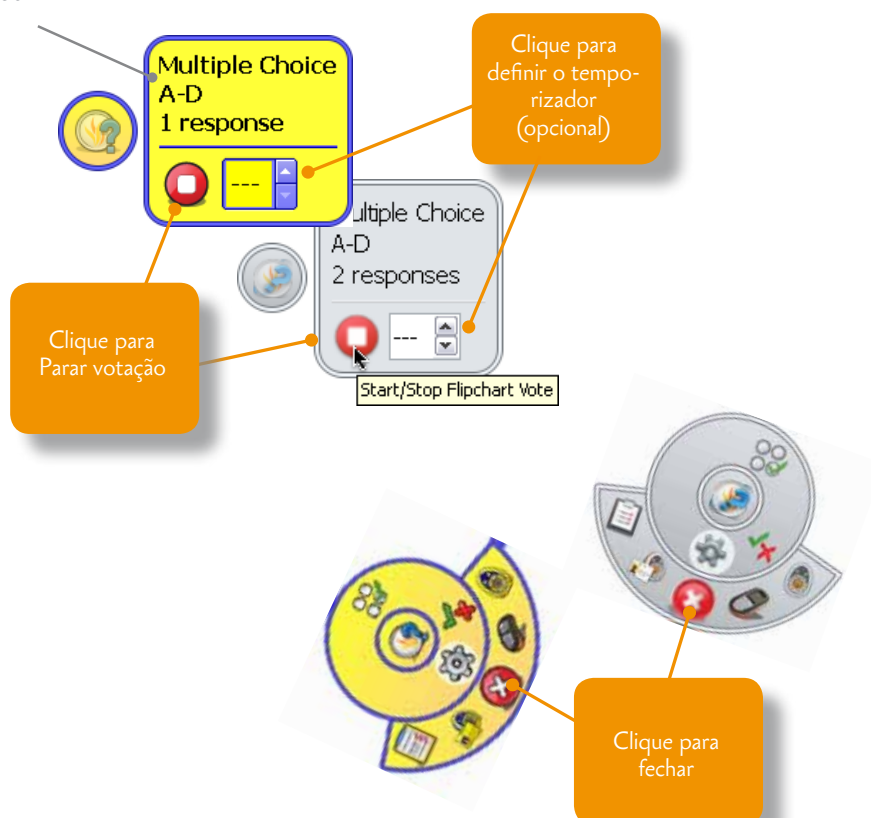 Multiple Choice
A-D
1 response
---
Clique para
definir o tempo-
rizador
(opcional)
ultiple Choice
A-D
2 responses
---
Start/Stop Flipchart Vote
Clique para
Parar votação
Clique para
fechar